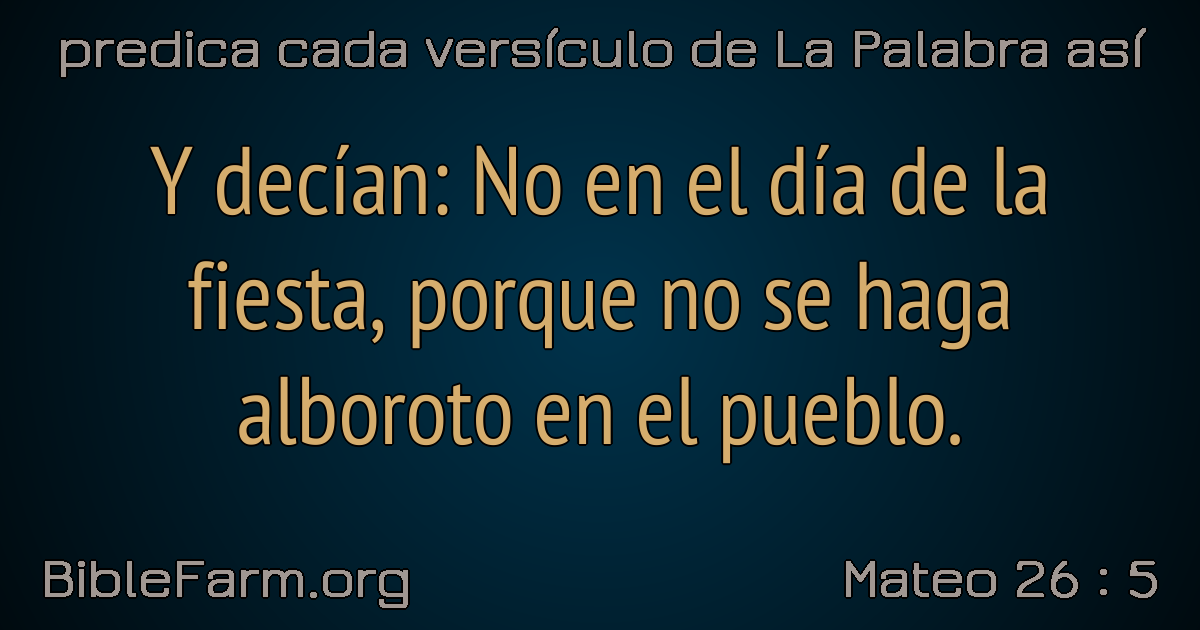 predica cada versículo de La Palabra así
Y decían: No en el día de la
fiesta, porque no se haga
alboroto en el pueblo.
BibleFarm.org
Mateo 26 : 5